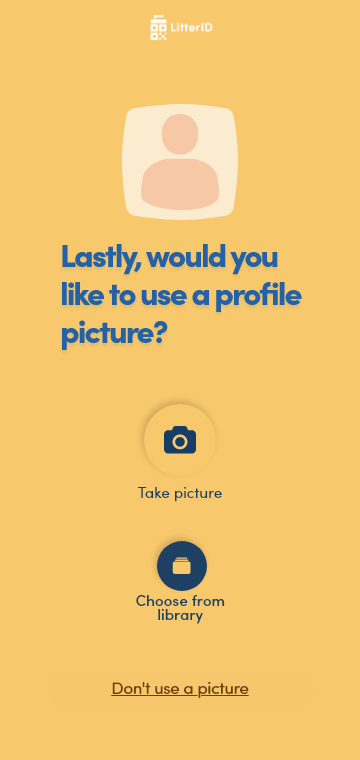 LitterID
Lastly, would you
like to use a profile
picture?
Take picture
Choose from
library
Don't use a picture